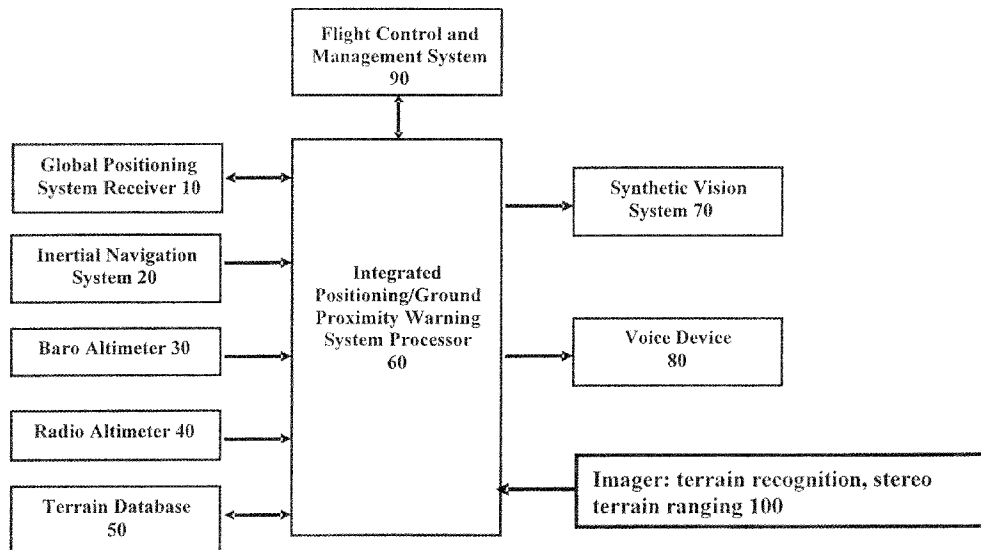 Flight Control and
Management System
90
Global Positioning
System Receiver 10
Inertial Navigation
System 20
Baro Altimeter 30
Radio Altimeter 40
Terrain Database
50
Integrated
Positioning/Ground
Proximity Warning
System Processor
60
Synthetic Vision
System 70
Voice Device
80
Imager: terrain recognition, stereo
terrain ranging 100